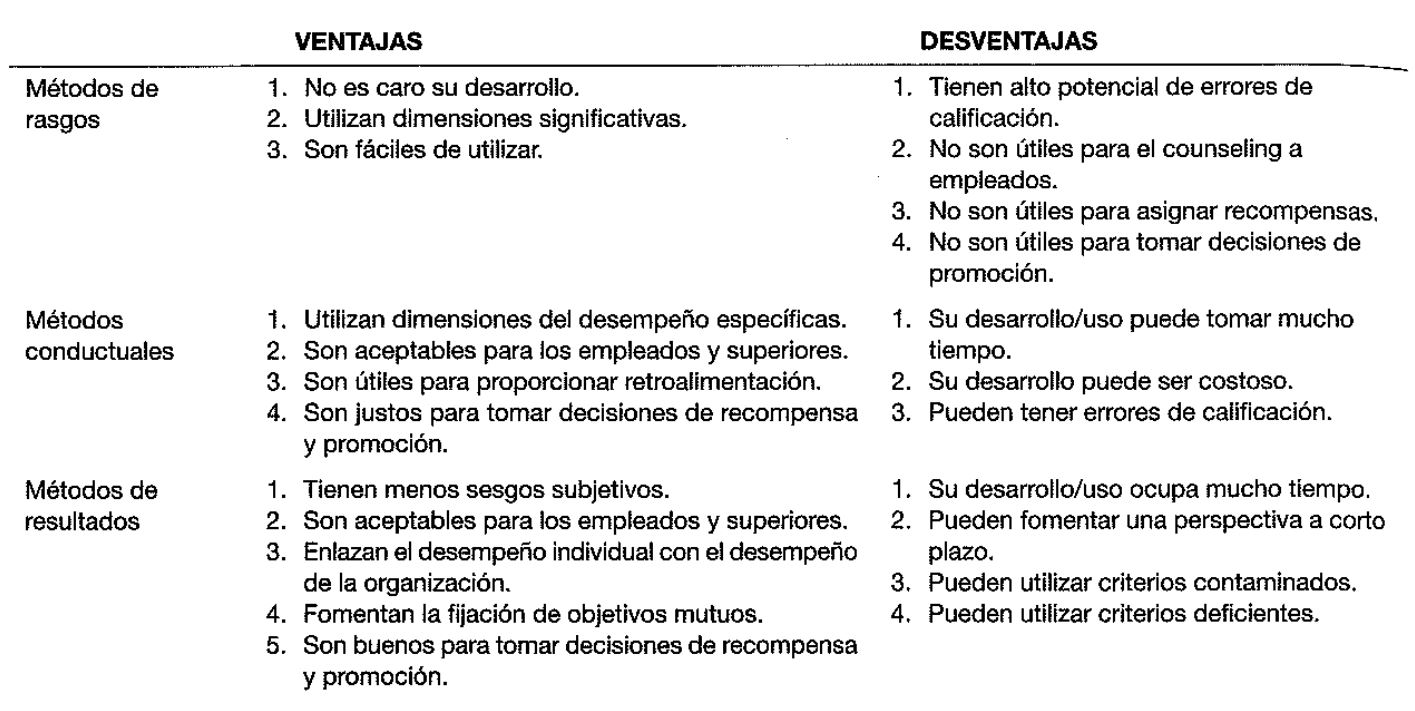 VENTAJAS DESVENTAJAS
Métodos de rasgos
1. No es caro su desarrollo.
2. Utilizan dimensiones significativas.
3. Son fáciles de utilizar.
1. Tienen alto potencial de errores de
calificación.
2. No son útiles para el counseling a
empleados.
3. No son útiles para asignar recompensas.
4. No son útiles para tomar decisiones de
promoción.
Métodos
conductuales
1. Utilizan dimensiones del desempeño específicas.
2. Son aceptables para los empleados y superiores.
3. Son útiles para proporcionar retroalimentación.
4. Son justos para tomar decisiones de recompensa
y promoción.
1. Su desarrollo/uso puede tomar mucho
tiempo.
2. Su desarrollo puede ser costoso.
3. Pueden tener errores de calificación.
Métodos de
resultados
1. Tienen menos sesgos subjetivos.
2. Son aceptables para los empleados y superiores.
3. Enlazan el desempeño individual con el desempeño
de la organización.
4. Fomentan la fijación de objetivos mutuos.
5. Son buenos para tomar decisiones de recompensa
y promoción.
1. Su desarrollo/uso ocupa mucho tiempo.
2. Pueden fomentar una perspectiva a corto
plazo.
3. Pueden utilizar criterios contaminados.
4. Pueden utilizar criterios deficientes.